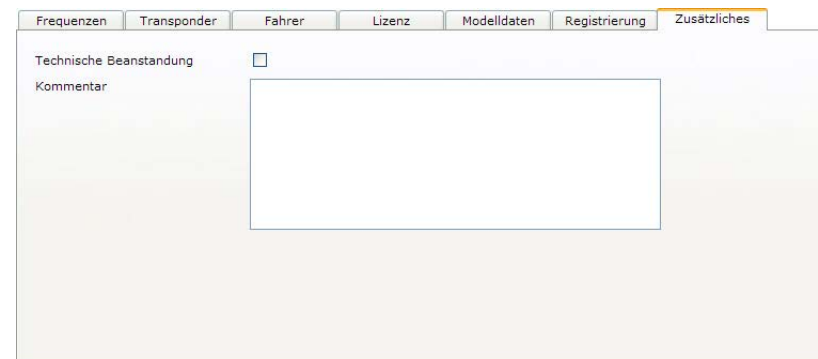 Frequenzen Transponder Fahrer Lizenz Modelldaten Registrierung Zusätzliches
Technische Beanstandung
Kommentar